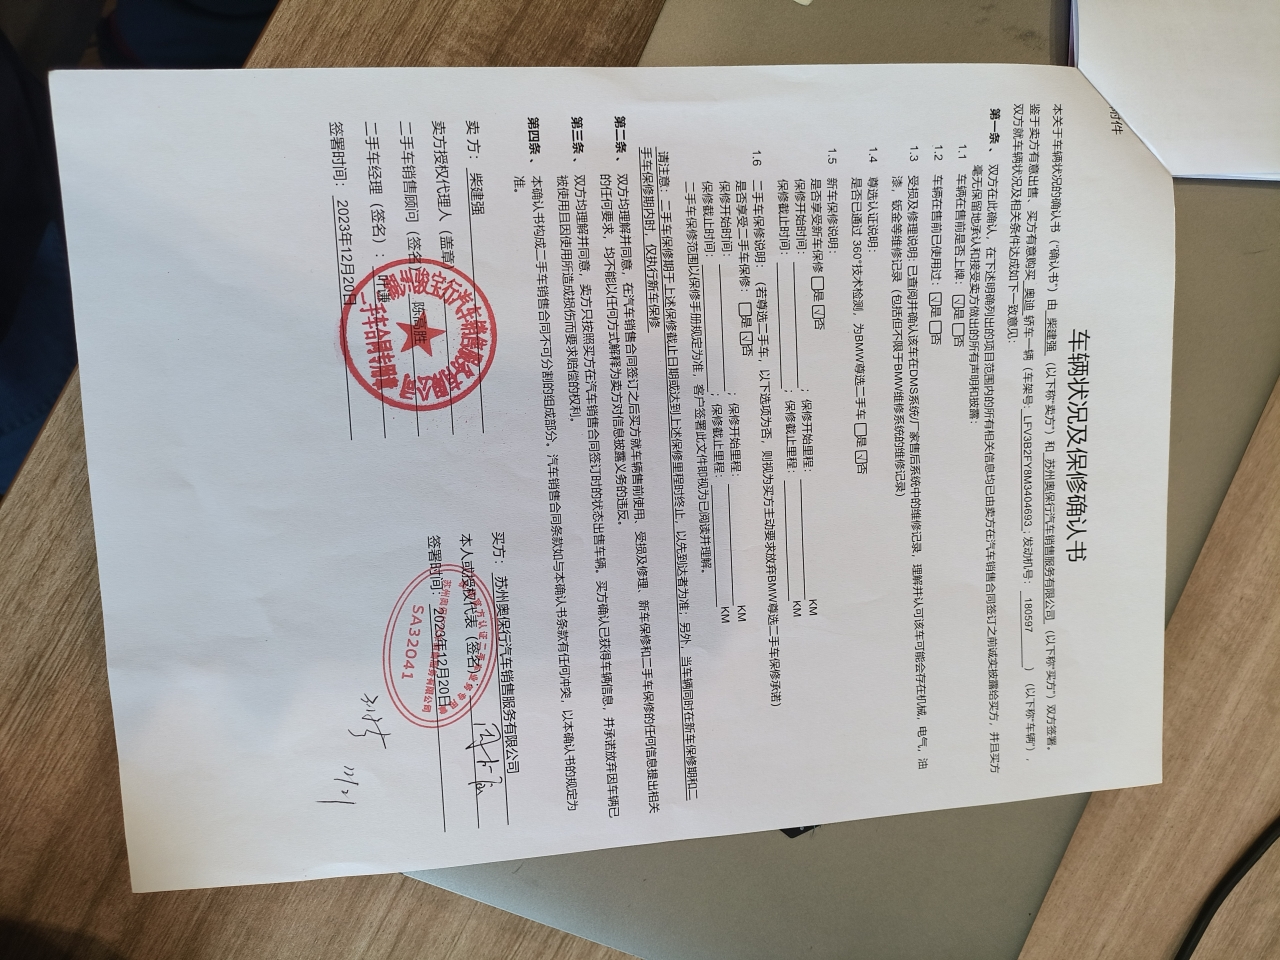 附件
车辆状况及保修确认书
本关于车辆状况的确认书（“确认书”）由 柴建强 （以下称“卖方”）和 苏州奥保行汽车销售服务有限公司 （以下称“买方”）双方签署。
鉴于卖方有意出售、买方有意购买 奥迪 轿车一辆（车架号：LFV3B2FY8M3404693；发动机号： 180597 ）（以下称“车辆”），
双方就车辆状况及相关条件达成如下一致意见：
第一条、 双方在此确认，在下述明确列出的项目范围内的所有相关信息均已由卖方在汽车销售合同签订之前诚实披露给买方，并且买方
毫无保留地承认和接受卖方做出的所有声明和披露：
1.1 车辆在售前是否上牌：☑是 □否
1.2 车辆在售前已使用过：☑是 □否
1.3 受损及修理说明: 已查阅并确认该车在DMS系统/厂家售后系统中的维修记录，理解并认可该车可能会存在机械，电气，油
漆，钣金等维修记录（包括但不限于BMW维修系统的维修记录）
1.4 尊选认证说明：
是否已通过 360°技术检测，为BMW尊选二手车 □是 ☑否
1.5 新车保修说明：
是否享受新车保修 □是 ☑否
保修开始时间： ；保修开始里程： KM
保修截止时间： ；保修截止里程： KM
1.6 二手车保修说明：（若尊选二手车，以下选项为否，则视为买方主动要求放弃BMW尊选二手车保修承诺）
是否享受二手车保修：□是 ☑否
保修开始时间： ；保修开始里程： KM
保修截止时间： ；保修截止里程： KM
二手车保修范围以保修手册规定为准，客户签署此文件即视为已阅读并理解。
请注意：二手车保修期于上述保修截止日期或达到上述保修里程时终止，以先到达者为准；另外，当车辆同时在新车保修期和二
手车保修期内时，仅执行新车保修
第二条、 双方均理解并同意，在汽车销售合同签订之后买方就车辆售前使用、受损及修理、新车保修和二手车保修的任何信息提出相关
的任何要求，均不能以任何方式解释为卖方对信息披露义务的违反。
第三条、 双方均理解并同意，卖方只按照买方在汽车销售合同签订时的状态出售车辆。买方确认已获得车辆信息，并承诺放弃因车辆已
被使用且因使用所造成损伤而要求赔偿的权利。
第四条、 本确认书构成二手车销售合同不可分割的组成部分。汽车销售合同条款如与本确认书条款有任何冲突，以本确认书的规定为
准。
卖 方： 柴建强
卖方授权代理人（盖章）
二手车销售顾问（签名）
二手车经理（签名）：
签署时间： 2023年12月20日
买方： 苏州奥保行汽车销售服务有限公司
本人或授权代表（签名）
签署时间：2023年12月20日
SA32041
12/21